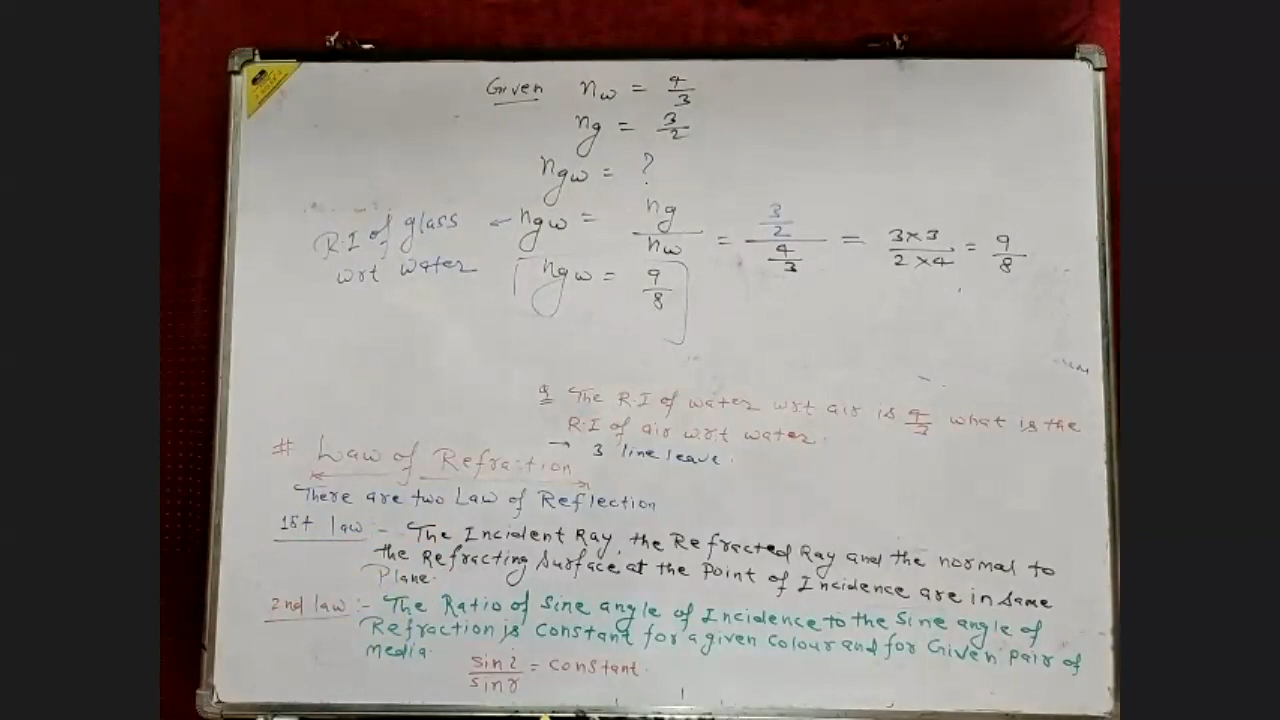 Given nw = 4/3
ng = 3/2
ngw = ?
R.I of glass ← ngw = ng/nw = (3/2)/(4/3) = 3×3/2×4 = 9/8
wrt water
ngw = 9/8
Q The R.I of water wrt air is 4/3 what is the
R.I of air w.r.t water.
→ 3 line leave.
# Law of Refraction
There are two Law of Reflection
1st law :- The Incident Ray, the Refracted Ray and the normal to
the Refracting Surface at the Point of Incidence are in Same
Plane.
2nd law :- The Ratio of Sine angle of Incidence to the Sine angle of
Refraction is Constant for a given Colour and for Given Pair of
media.
sin i/sin r = Constant.